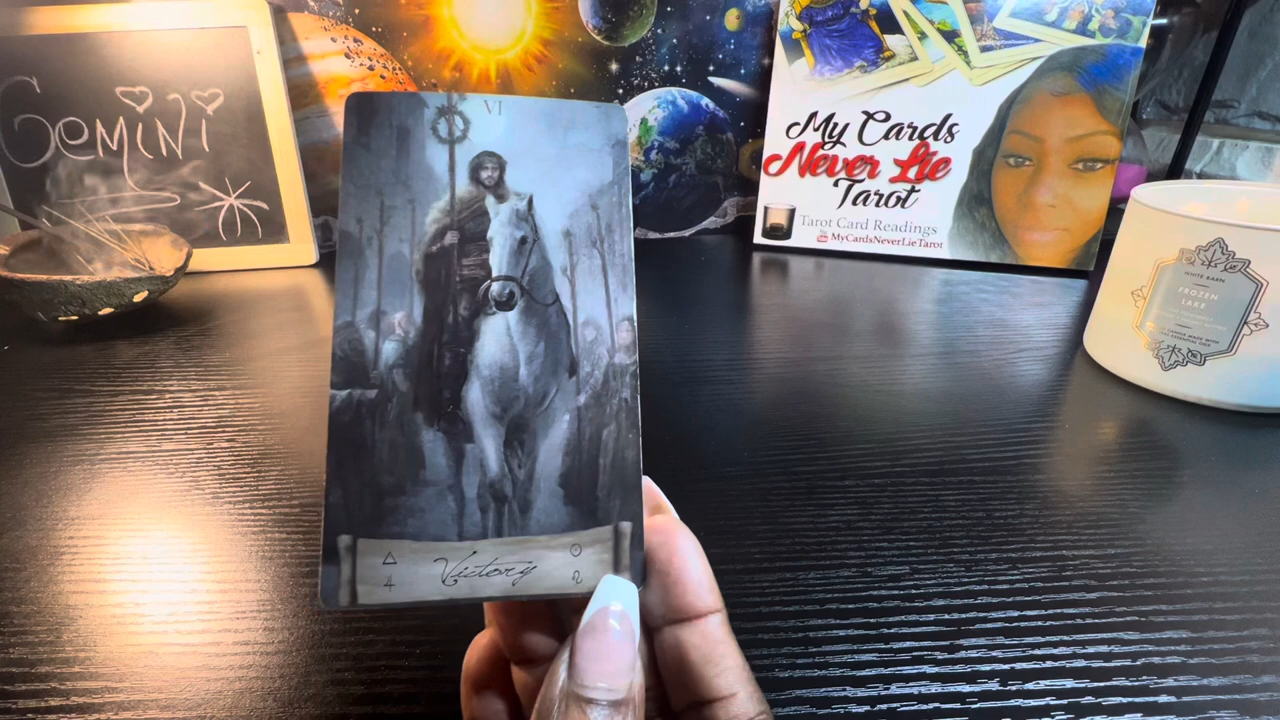 Gemini
VI
Victory
My Cards
Never Lie
Tarot
Tarot Card Readings
MyCardsNeverLieTarot
WHITE BARN
FROZEN
LAKE